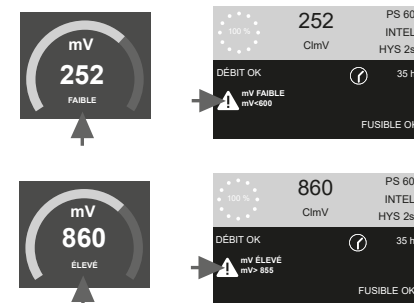 mV
252
FAIBLE
100 %
252
ClmV
PS 60
INTEL
HYS 2s
DÉBIT OK
35 h
mV FAIBLE
mV<600
FUSIBLE OK
mV
860
ÉLEVÉ
100 %
860
ClmV
PS 60
INTEL
HYS 2s
DÉBIT OK
35 h
mV ÉLEVÉ
mV> 855
FUSIBLE OK